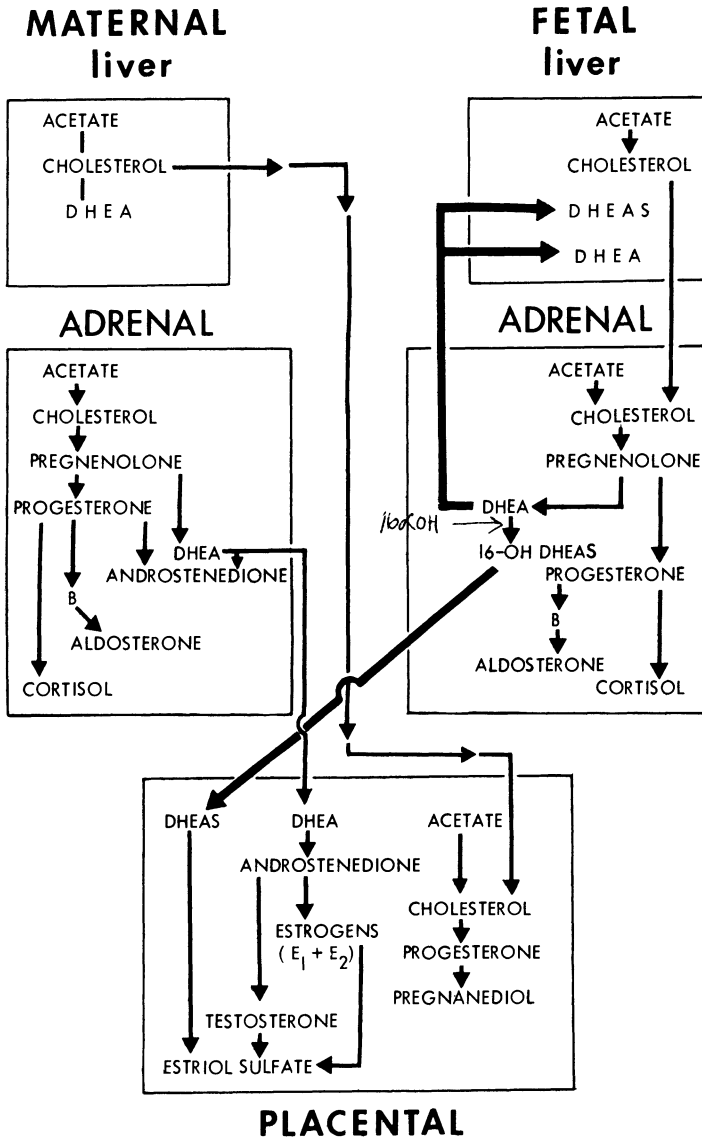 MATERNAL
liver
ACETATE
CHOLESTEROL
DHEA
FETAL
liver
ACETATE
CHOLESTEROL
DHEAS
DHEA
ADRENAL
ACETATE
CHOLESTEROL
PREGNENOLONE
PROGESTERONE
DHEA
ANDROSTENEDIONE
B
ALDOSTERONE
CORTISOL
ADRENAL
ACETATE
CHOLESTEROL
PREGNENOLONE
DHEA
16αOH
16-OH DHEAS
PROGESTERONE
B
ALDOSTERONE
CORTISOL
DHEAS
DHEA
ACETATE
ANDROSTENEDIONE
CHOLESTEROL
ESTROGENS
(E₁ + E₂)
PROGESTERONE
PREGNANEDIOL
TESTOSTERONE
ESTRIOL SULFATE
PLACENTAL